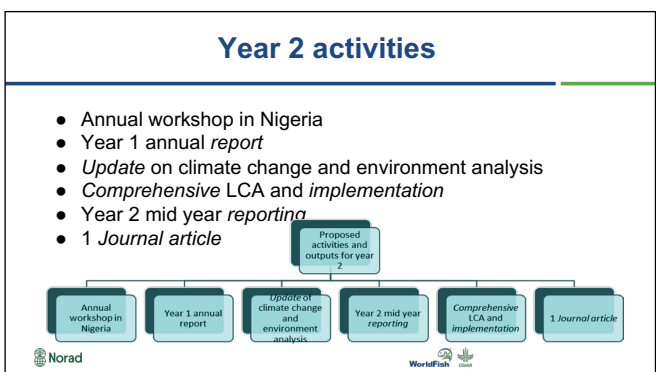 Year 2 activities
● Annual workshop in Nigeria
● Year 1 annual report
● Update on climate change and environment analysis
● Comprehensive LCA and implementation
● Year 2 mid year reporting
● 1 Journal article
Proposed
activities and
outputs for year
2
Annual
workshop in
Nigeria
Year 1 annual
report
Update of
climate change
and
environment
analysis
Year 2 mid year
reporting
Comprehensive
LCA and
implementation
1 Journal article
Norad
WorldFish
CGIAR